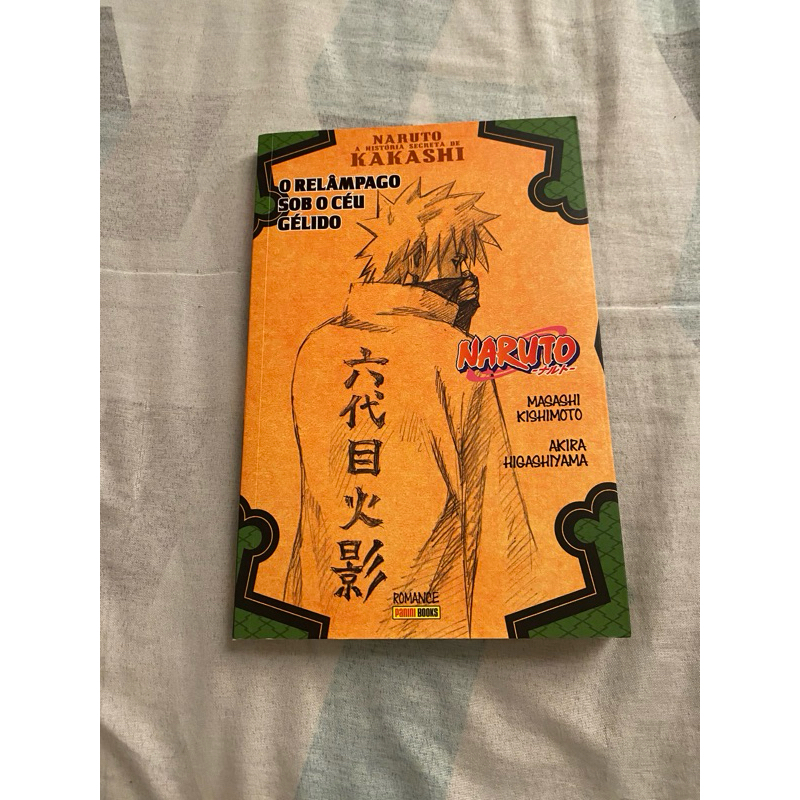 NARUTO
A HISTÓRIA SECRETA DE
KAKASHI
O RELÂMPAGO
SOB O CÉU
GÉLIDO
六代目火影
NARUTO
-ナルト-
MASASHI
KISHIMOTO
AKIRA
HIGASHIYAMA
ROMANCE
PANINI BOOKS